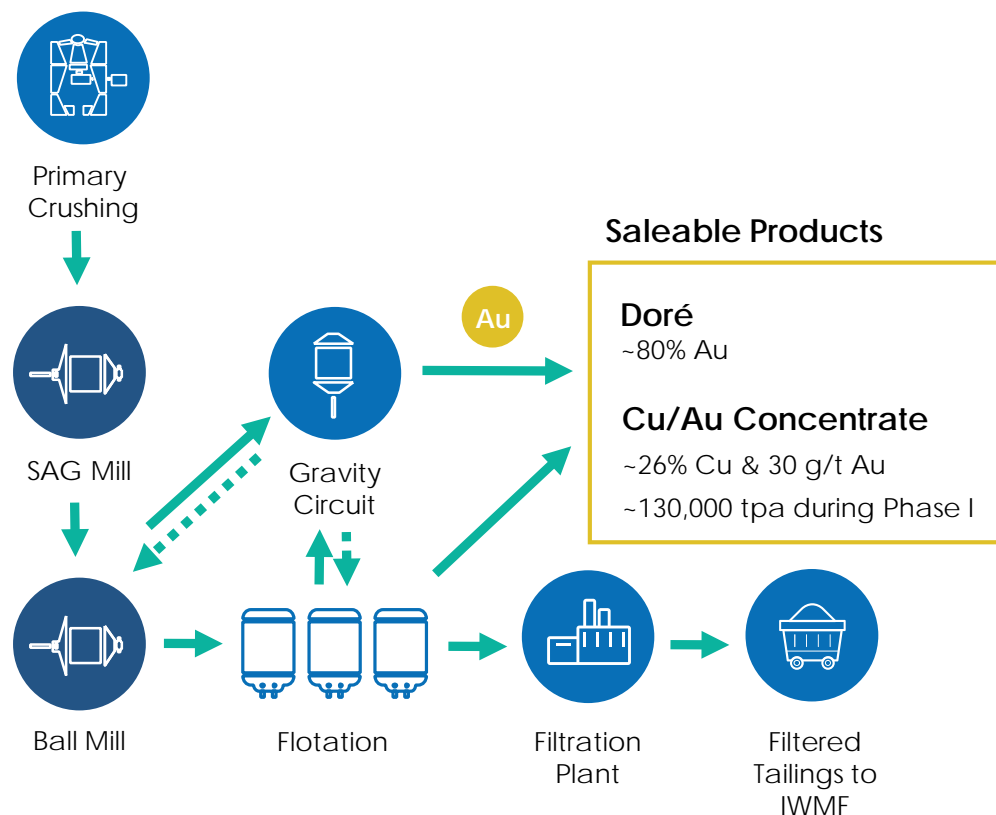 Primary
Crushing
Saleable Products
Au
Doré
~80% Au
Cu/Au Concentrate
~26% Cu & 30 g/t Au
~130,000 tpa during Phase I
SAG Mill
Gravity
Circuit
Ball Mill
Flotation
Filtration
Plant
Filtered
Tailings to
IWMF